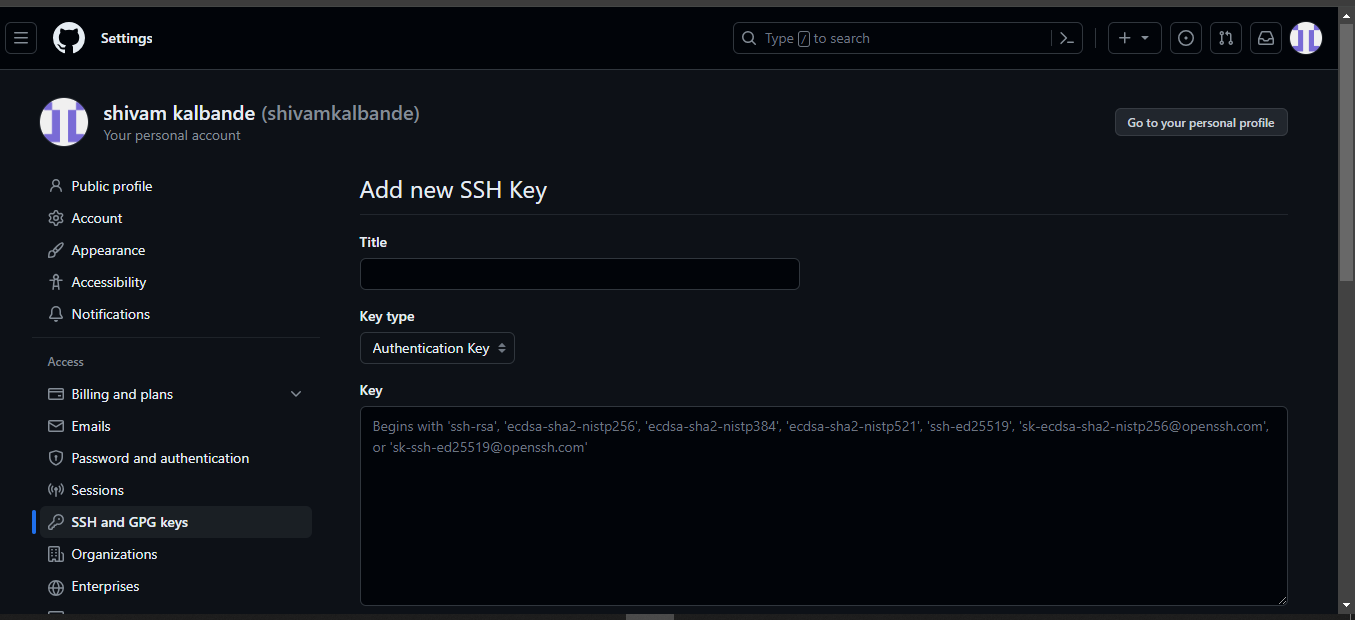 Settings
Type / to search
shivam kalbande (shivamkalbande)
Your personal account
Go to your personal profile
Public profile
Account
Appearance
Accessibility
Notifications
Access
Billing and plans
Emails
Password and authentication
Sessions
SSH and GPG keys
Organizations
Enterprises
Add new SSH Key
Title
Key type
Authentication Key
Key
Begins with 'ssh-rsa', 'ecdsa-sha2-nistp256', 'ecdsa-sha2-nistp384', 'ecdsa-sha2-nistp521', 'ssh-ed25519', 'sk-ecdsa-sha2-nistp256@openssh.com',
or 'sk-ssh-ed25519@openssh.com'